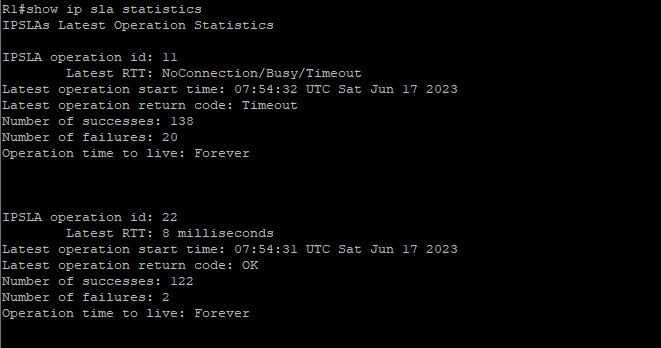 R1#show ip sla statistics
IPSLAs Latest Operation Statistics
IPSLA operation id: 11
Latest RTT: NoConnection/Busy/Timeout
Latest operation start time: 07:54:32 UTC Sat Jun 17 2023
Latest operation return code: Timeout
Number of successes: 138
Number of failures: 20
Operation time to live: Forever
IPSLA operation id: 22
Latest RTT: 8 milliseconds
Latest operation start time: 07:54:31 UTC Sat Jun 17 2023
Latest operation return code: OK
Number of successes: 122
Number of failures: 2
Operation time to live: Forever